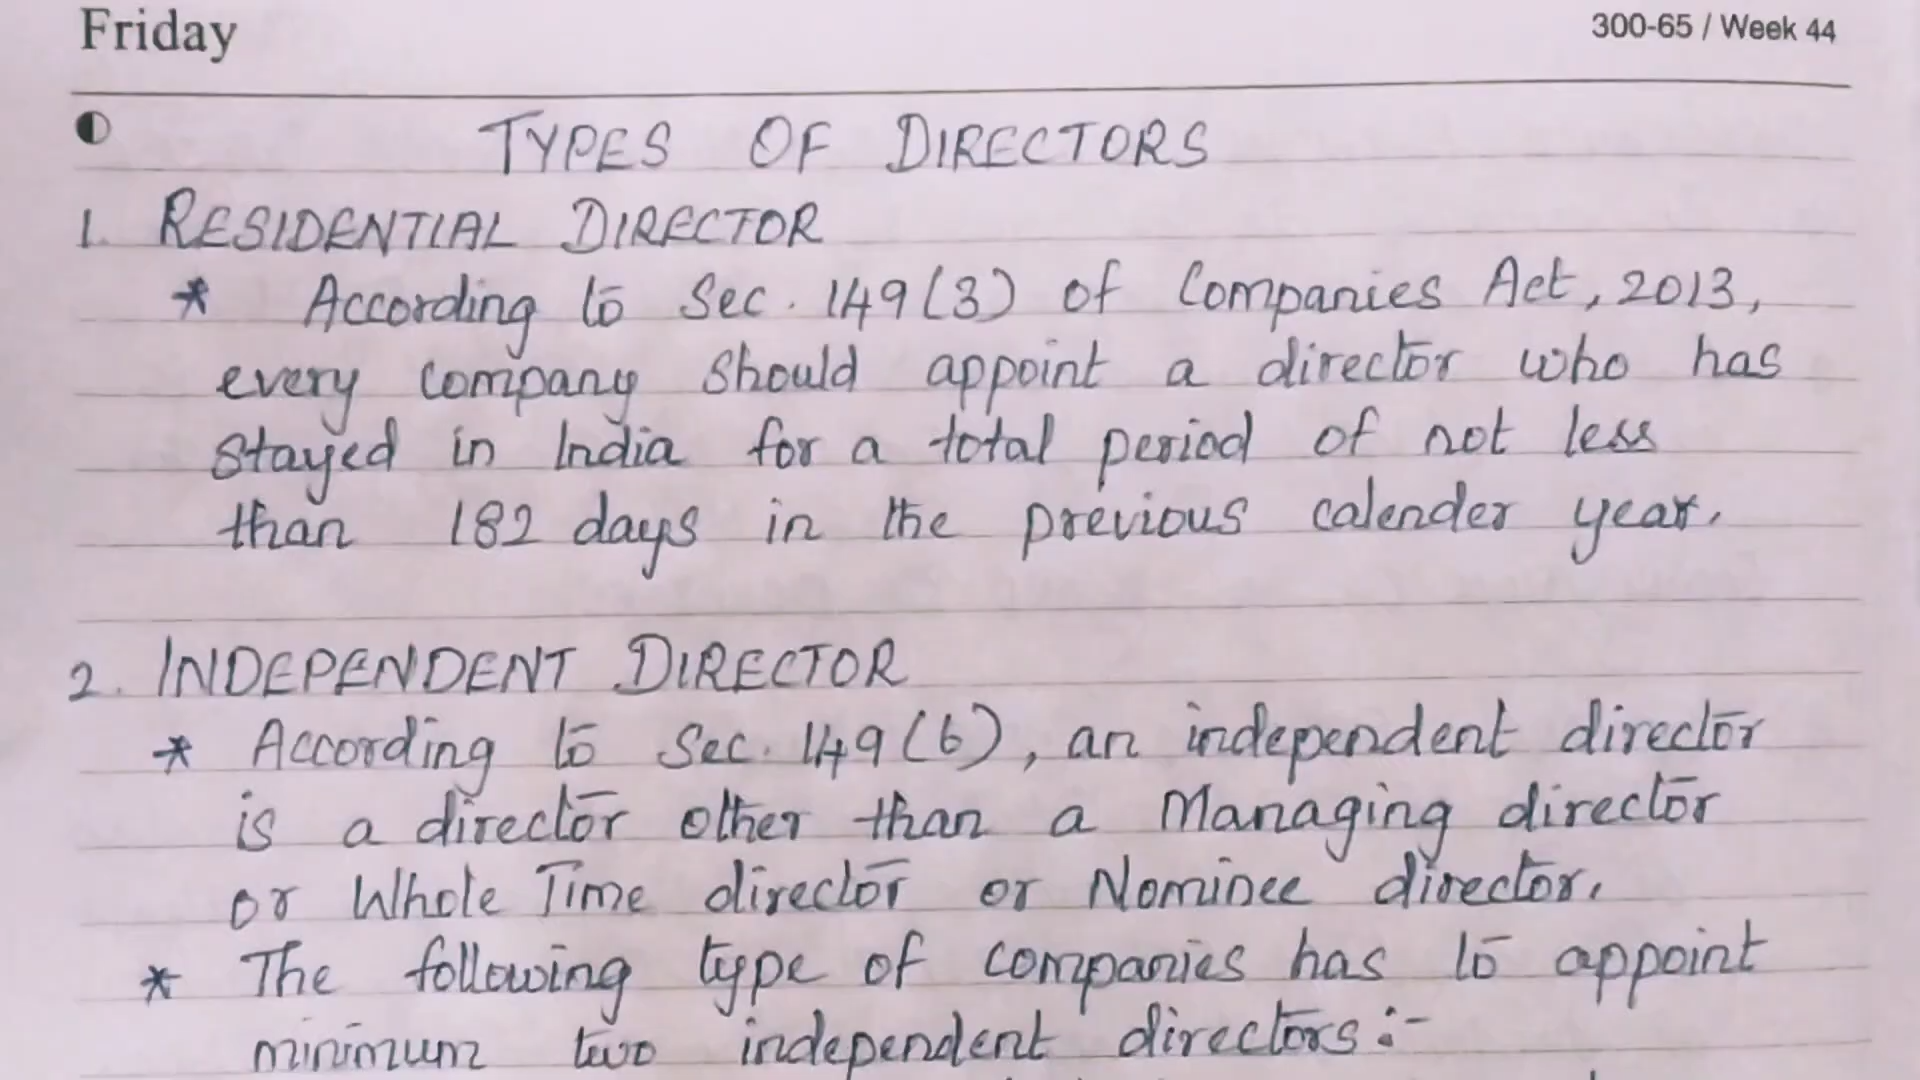 Friday
300-65 / Week 44
TYPES OF DIRECTORS
1. RESIDENTIAL DIRECTOR
* According to Sec. 149(3) of Companies Act, 2013,
every company should appoint a director who has
stayed in India for a total period of not less
than 182 days in the previous calender year.
2. INDEPENDENT DIRECTOR
* According to Sec. 149(6), an independent director
is a director other than a Managing director
or Whole Time director or Nominee director.
* The following type of companies has to appoint
minimum two independent directors:-